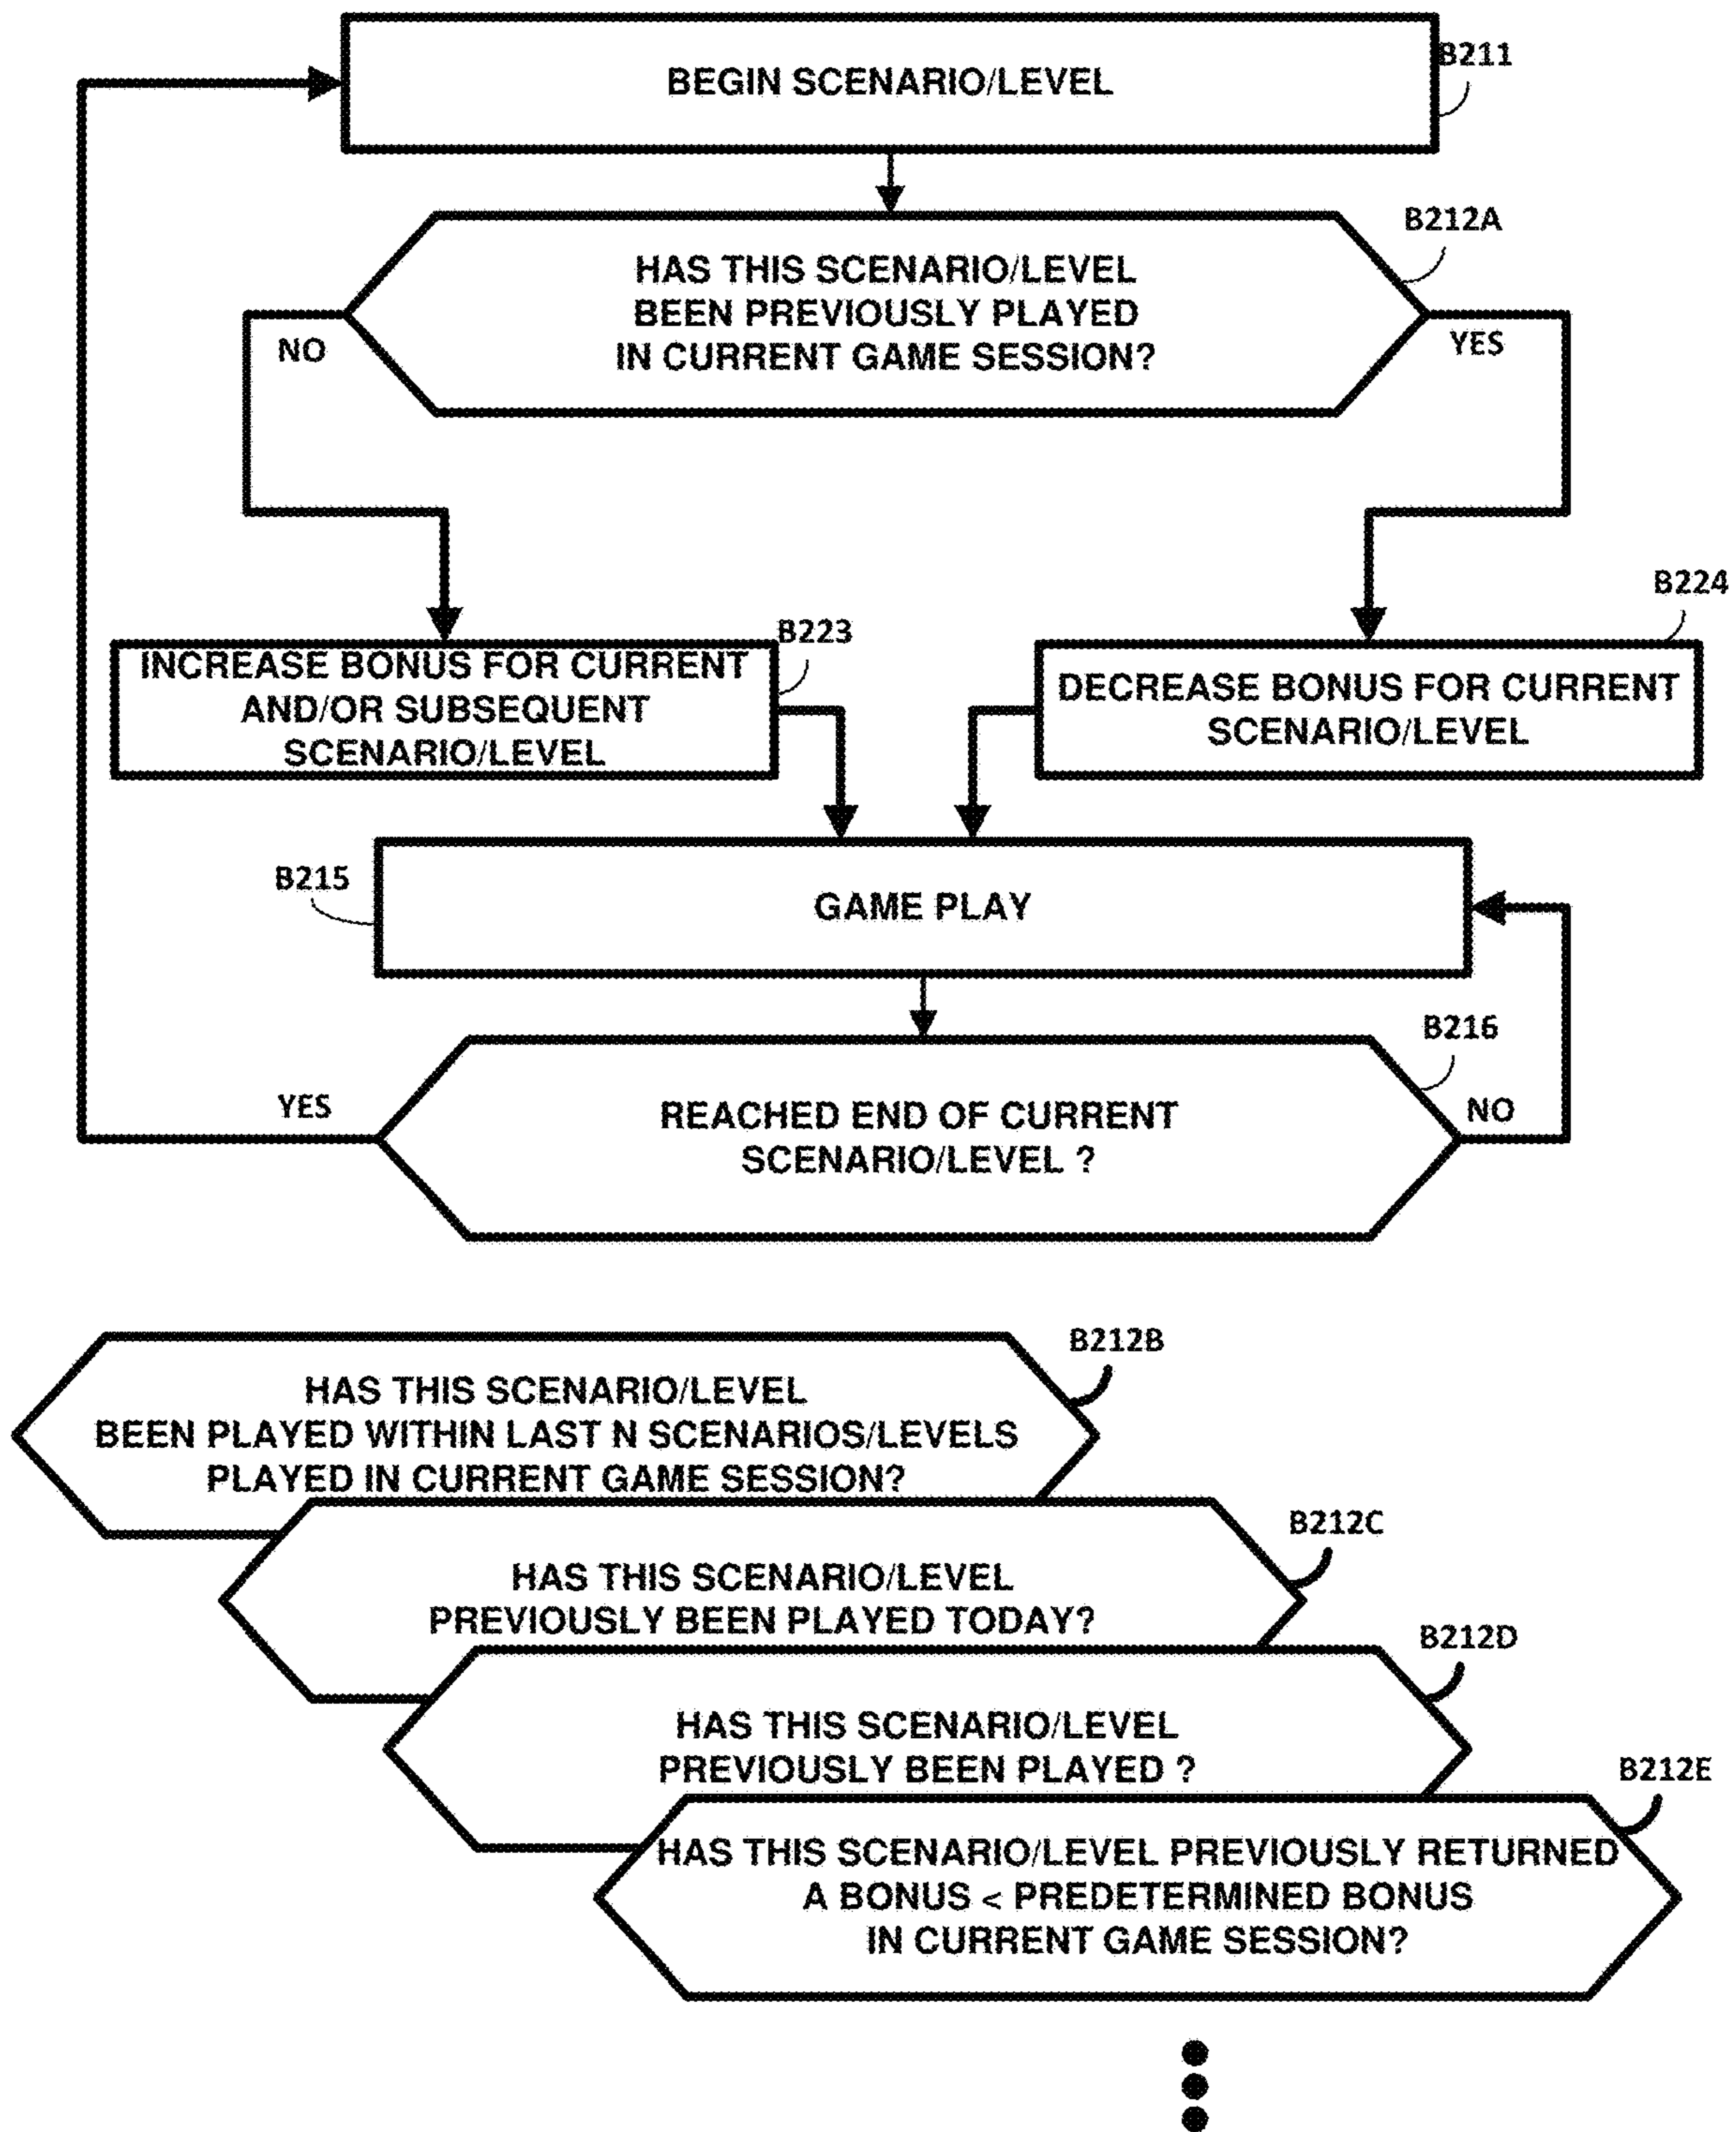 B211
BEGIN SCENARIO/LEVEL
B212A
HAS THIS SCENARIO/LEVEL
BEEN PREVIOUSLY PLAYED
IN CURRENT GAME SESSION?
NO
YES
B224
B223
INCREASE BONUS FOR CURRENT
AND/OR SUBSEQUENT
SCENARIO/LEVEL
DECREASE BONUS FOR CURRENT
SCENARIO/LEVEL
B215
GAME PLAY
B216
YES
NO
REACHED END OF CURRENT
SCENARIO/LEVEL ?
B212B
HAS THIS SCENARIO/LEVEL
BEEN PLAYED WITHIN LAST N SCENARIOS/LEVELS
PLAYED IN CURRENT GAME SESSION?
B212C
HAS THIS SCENARIO/LEVEL
PREVIOUSLY BEEN PLAYED TODAY?
B212D
HAS THIS SCENARIO/LEVEL
PREVIOUSLY BEEN PLAYED ?
B212E
HAS THIS SCENARIO/LEVEL PREVIOUSLY RETURNED
A BONUS < PREDETERMINED BONUS
IN CURRENT GAME SESSION?